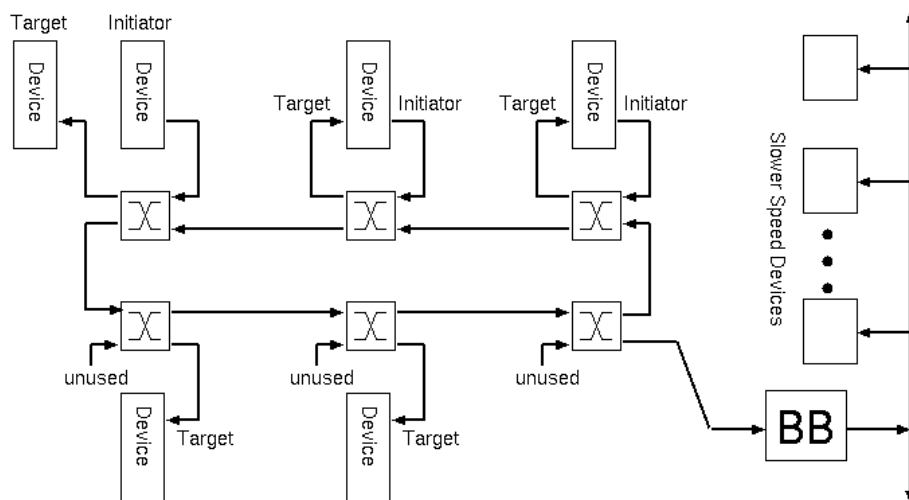 Target
Initiator
Device
Device
Target
Device
Initiator
Target
Device
Initiator
Slower Speed Devices
unused
unused
unused
Device
Target
Device
Target
BB